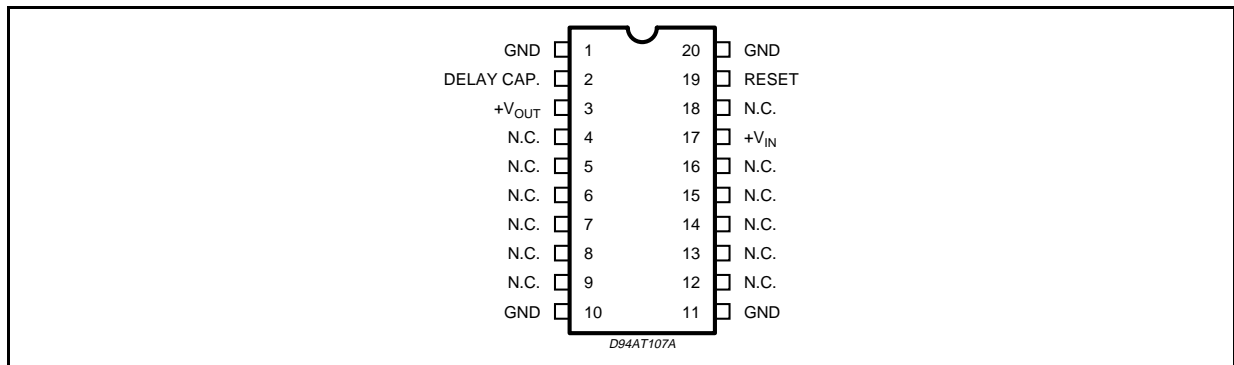 GND 1 20 GND
DELAY CAP. 2 19 RESET
+VOUT 3 18 N.C.
N.C. 4 17 +VIN
N.C. 5 16 N.C.
N.C. 6 15 N.C.
N.C. 7 14 N.C.
N.C. 8 13 N.C.
N.C. 9 12 N.C.
GND 10 11 GND
D94AT107A